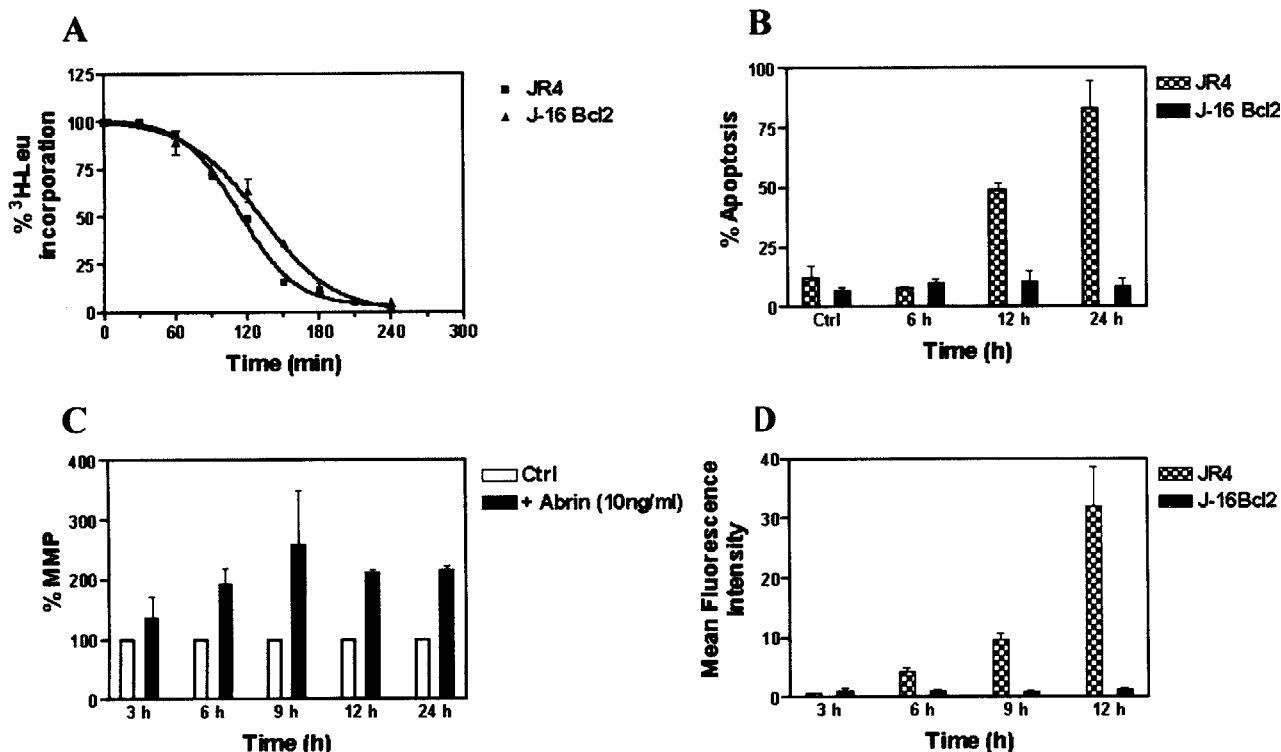 A
% ³H-Leu
incorporation
125
100
75
50
25
0
0 60 120 180 240 300
Time (min)
JR4
J-16 Bcl2
B
% Apoptosis
100
75
50
25
0
Ctrl 6 h 12 h 24 h
Time (h)
JR4
J-16 Bcl2
C
% MMP
400
300
200
100
0
3 h 6 h 9 h 12 h 24 h
Time (h)
Ctrl
+ Abrin (10ng/ml)
D
Mean Fluorescence
Intensity
40
30
20
10
0
3 h 6 h 9 h 12 h
Time (h)
JR4
J-16Bcl2